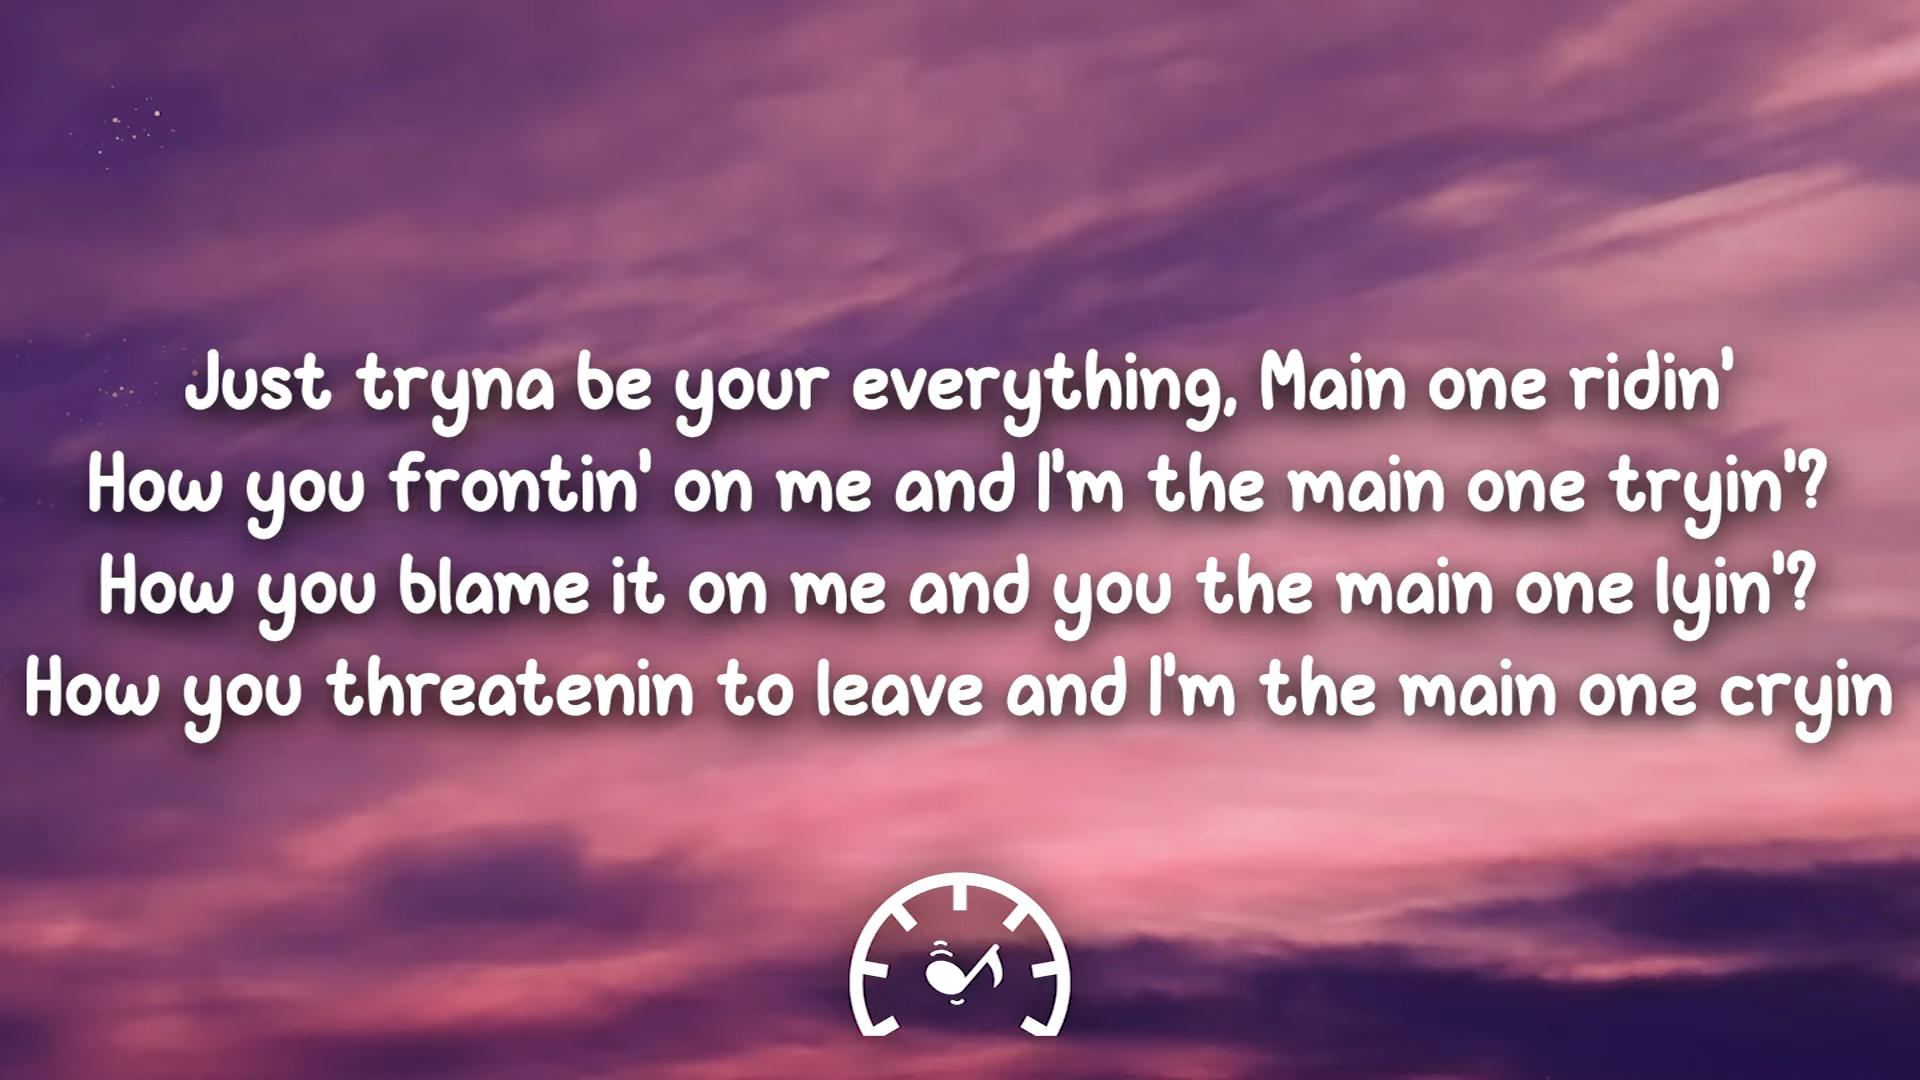 Just tryna be your everything, Main one ridin'
How you frontin' on me and I'm the main one tryin'?
How you blame it on me and you the main one lyin'?
How you threatenin to leave and I'm the main one cryin